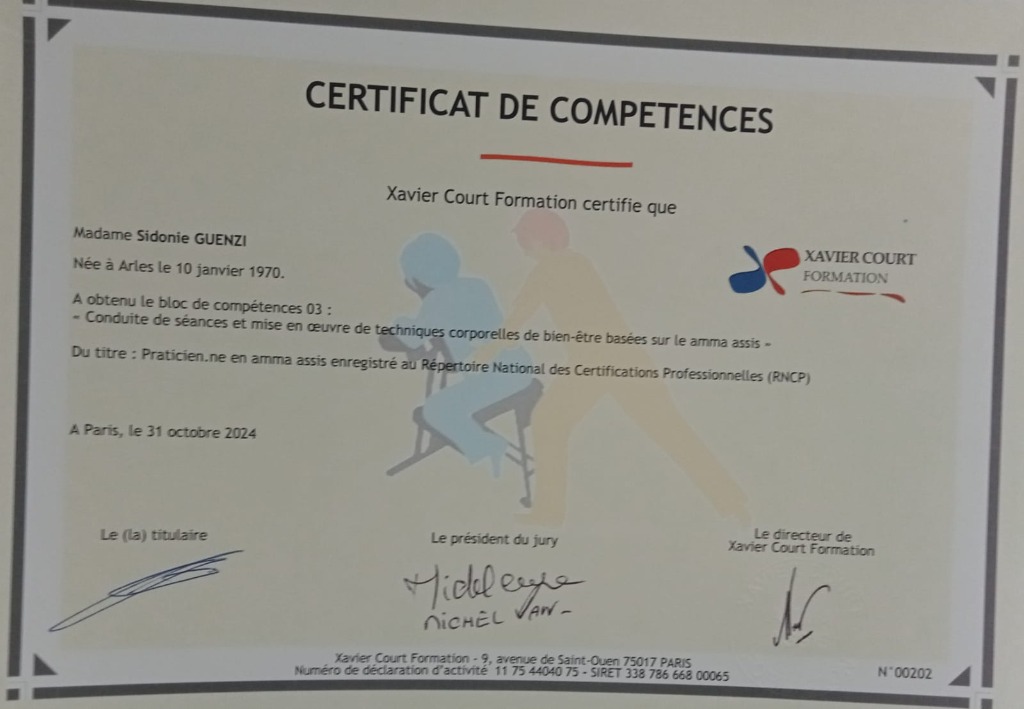 CERTIFICAT DE COMPETENCES
Xavier Court Formation certifie que
Madame Sidonie GUENZI
Née à Arles le 10 janvier 1970.
XAVIER COURT
FORMATION
A obtenu le bloc de compétences 03 :
- Conduite de séances et mise en œuvre de techniques corporelles de bien-être basées sur le amma assis -
Du titre : Praticien.ne en amma assis enregistré au Répertoire National des Certifications Professionnelles (RNCP)
A Paris, le 31 octobre 2024
Le (la) titulaire
Le président du jury
Le directeur de
Xavier Court Formation
MICHEL
Xavier Court Formation - 9, avenue de Saint-Ouen 75017 PARIS
Numéro de déclaration d'activité 11 75 44040 75 - SIRET 338 786 668 00065
N°00202